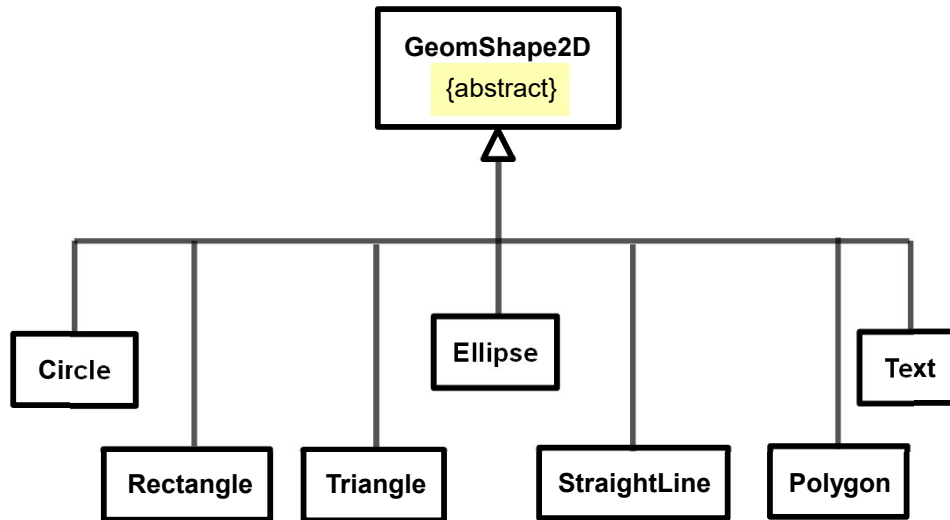 GeomShape2D
{abstract}
Circle
Ellipse
Text
Rectangle
Triangle
StraightLine
Polygon